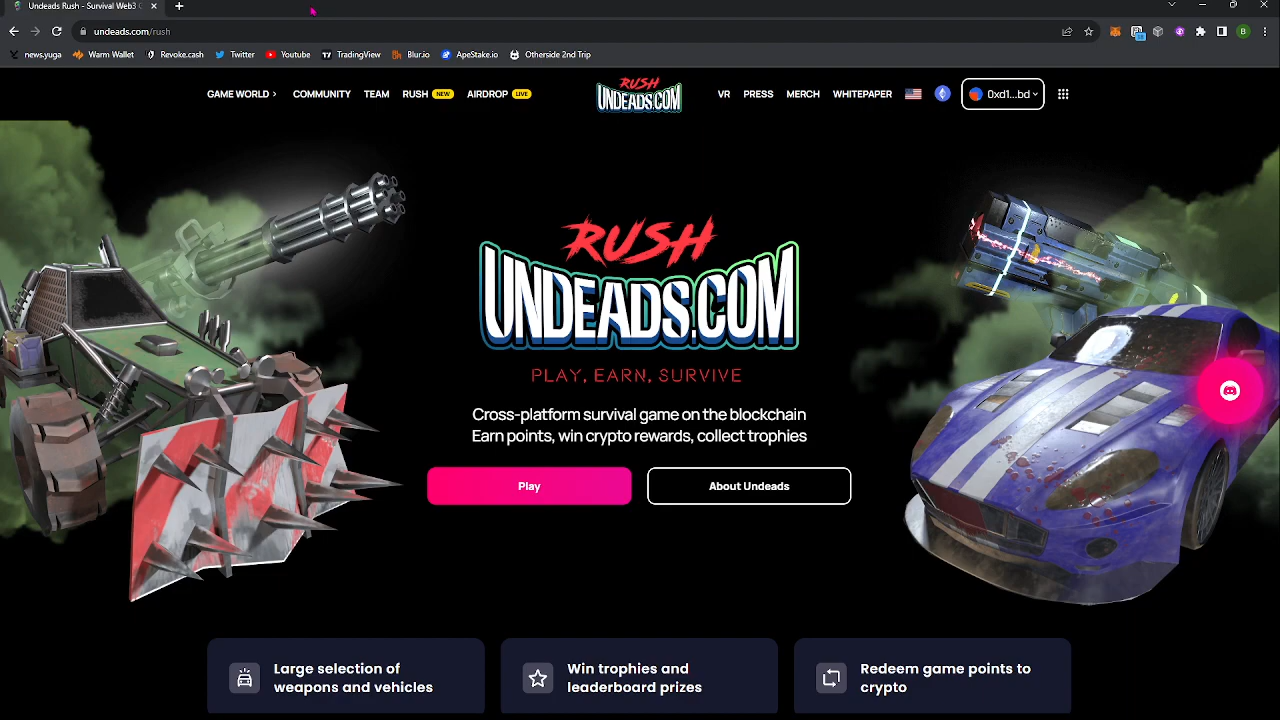 Undeads Rush - Survival Web3
undeads.com/rush
news.yuga
Warm Wallet
Revoke.cash
Twitter
Youtube
TradingView
Blur.io
ApeStake.io
Otherside 2nd Trip
GAME WORLD
COMMUNITY
TEAM
RUSH NEW
AIRDROP LIVE
RUSH
UNDEADS.COM
VR
PRESS
MERCH
WHITEPAPER
0xd1...bd
RUSH
UNDEADS.COM
PLAY, EARN, SURVIVE
Cross-platform survival game on the blockchain
Earn points, win crypto rewards, collect trophies
Play
About Undeads
Large selection of
weapons and vehicles
Win trophies and
leaderboard prizes
Redeem game points to
crypto